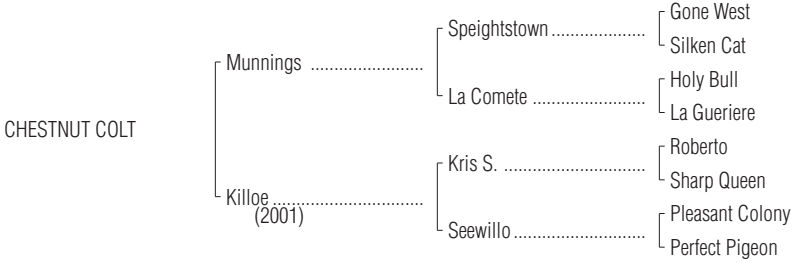 Gone West
Speightstown ....................
Silken Cat
Munnings ........................
Holy Bull
La Comete ........................
La Gueriere
CHESTNUT COLT
Roberto
Kris S. ..............................
Sharp Queen
Killoe ................................
(2001)
Pleasant Colony
Seewillo ............................
Perfect Pigeon